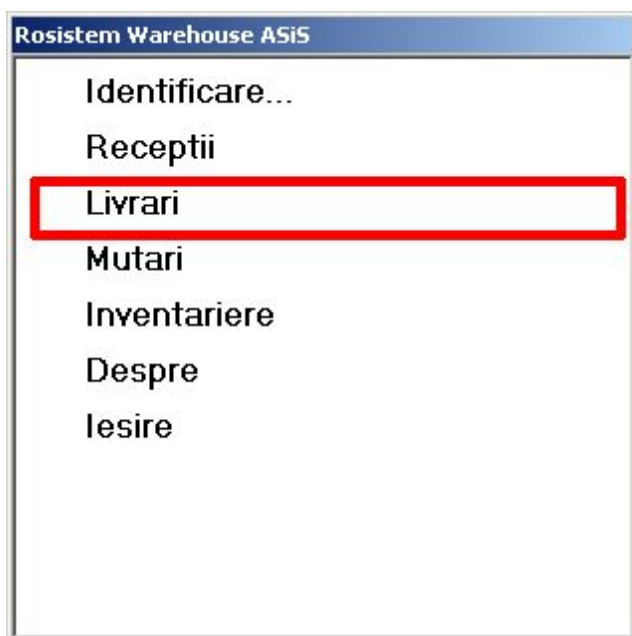 Rosistem Warehouse ASiS
Identificare...
Receptii
Livrari
Mutari
Inventariere
Despre
Iesire